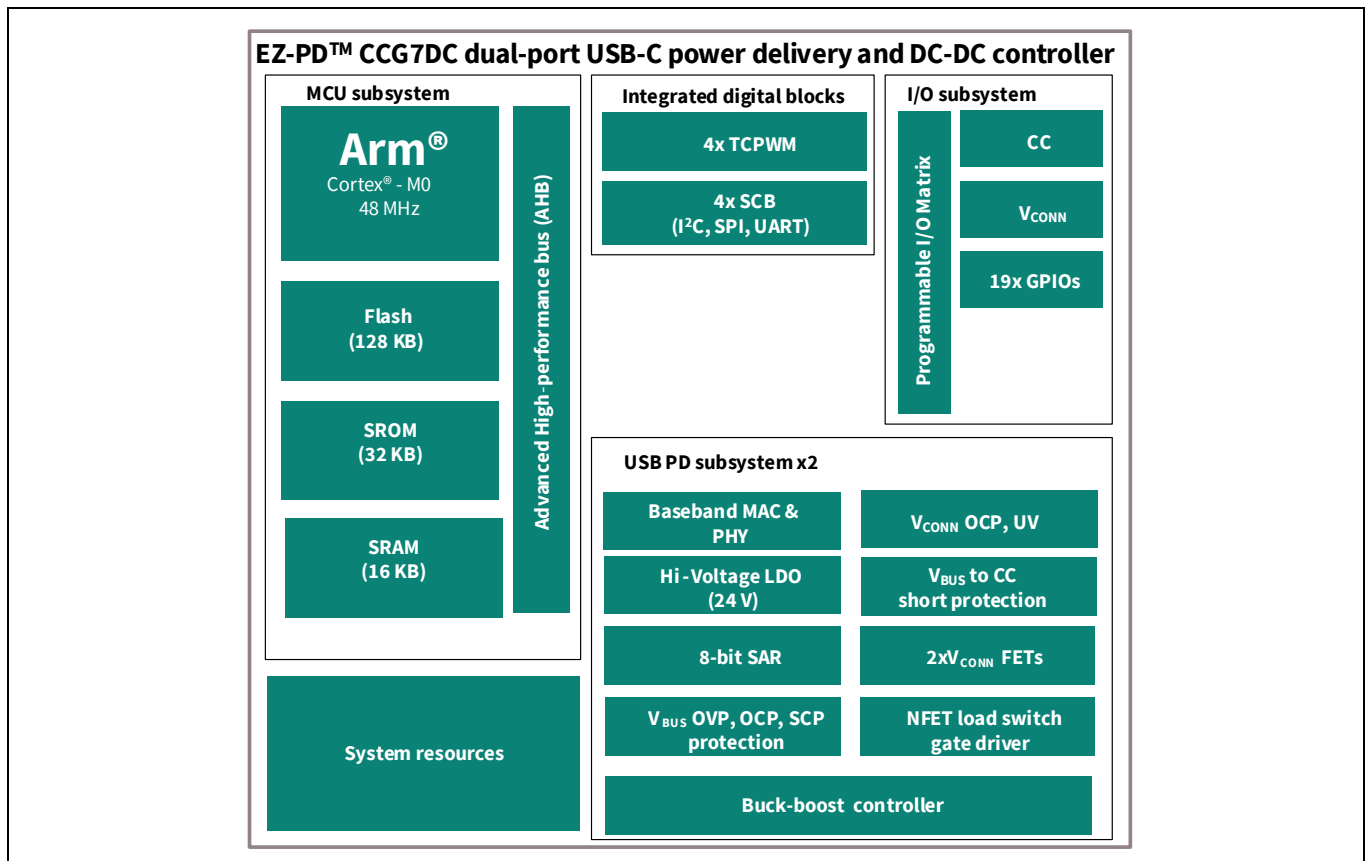 EZ-PD™ CCG7DC dual-port USB-C power delivery and DC-DC controller
MCU subsystem
Arm®
Cortex® - M0
48 MHz
Flash
(128 KB)
SROM
(32 KB)
SRAM
(16 KB)
Advanced High-performance bus (AHB)
System resources
Integrated digital blocks
4x TCPWM
4x SCB
(I²C, SPI, UART)
I/O subsystem
Programmable I/O Matrix
CC
VCONN
19x GPIOs
USB PD subsystem x2
Baseband MAC &
PHY
VCONN OCP, UV
Hi-Voltage LDO
(24 V)
VBUS to CC
short protection
8-bit SAR
2xVCONN FETs
VBUS OVP, OCP, SCP
protection
NFET load switch
gate driver
Buck-boost controller